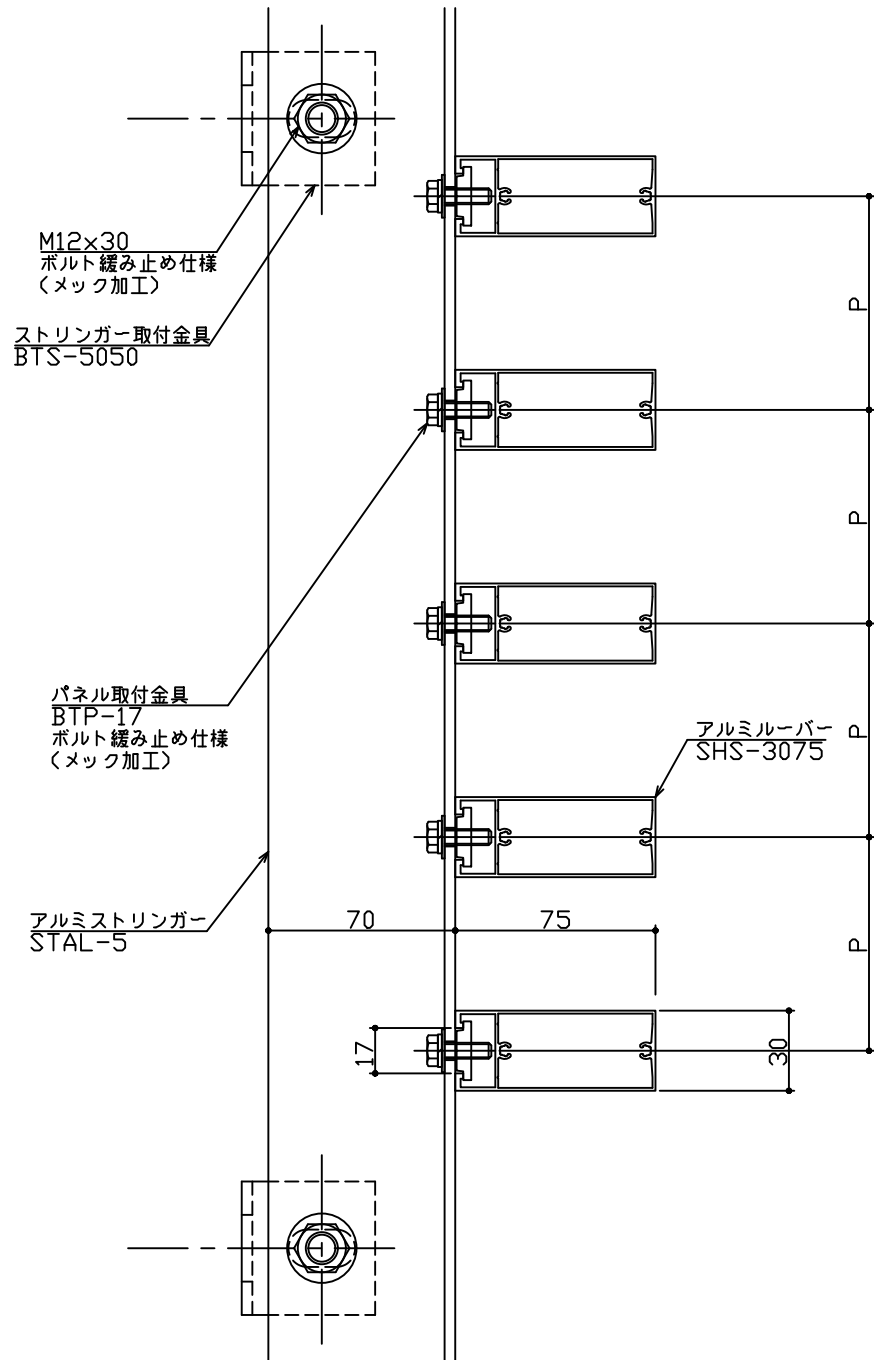 M12×30
ボルト緩み止め仕様
（メック加工）
ストリンガー取付金具
BTS-5050
P
P
パネル取付金具
BTP-17
ボルト緩み止め仕様
（メック加工）
アルミルーバー
SHS-3075
P
アルミストリンガー
STAL-5
70
75
P
17
30